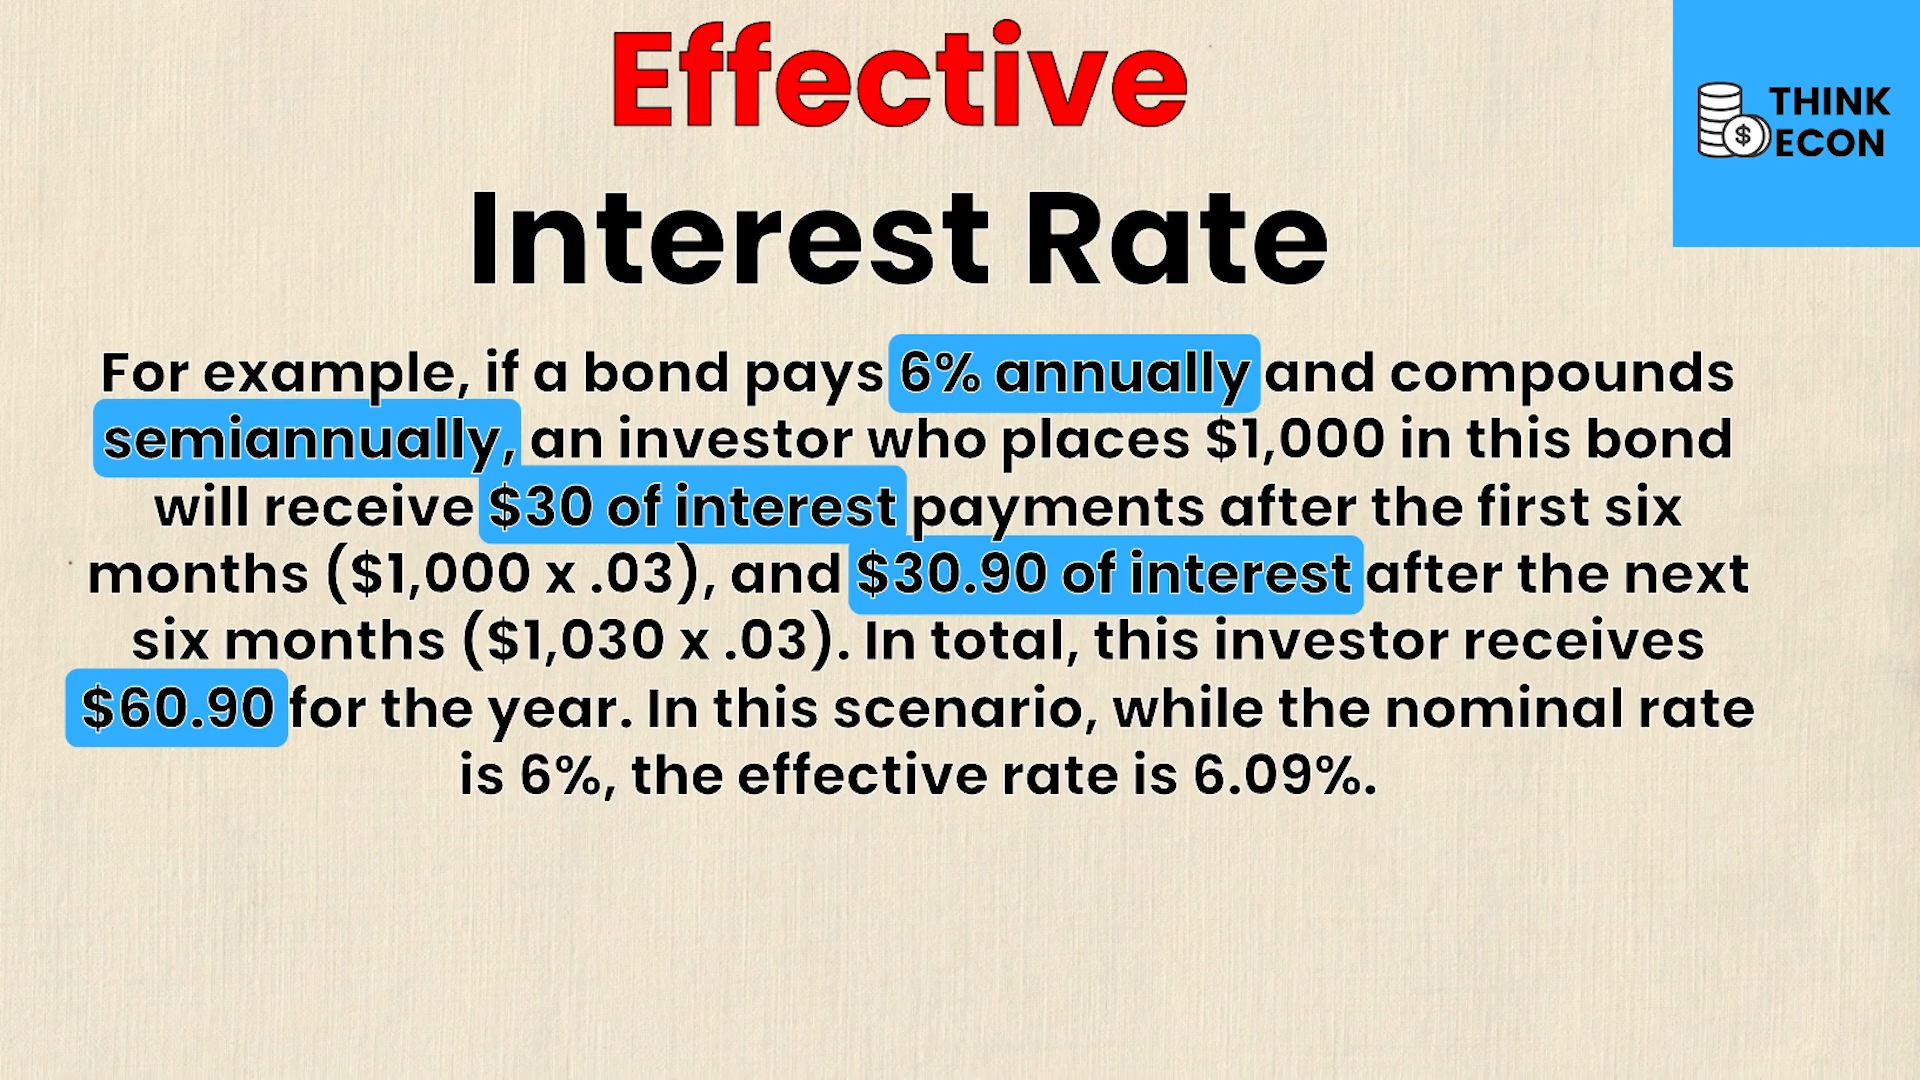 Effective
Interest Rate
THINK
ECON
For example, if a bond pays 6% annually and compounds
semiannually, an investor who places $1,000 in this bond
will receive $30 of interest payments after the first six
months ($1,000 x .03), and $30.90 of interest after the next
six months ($1,030 x .03). In total, this investor receives
$60.90 for the year. In this scenario, while the nominal rate
is 6%, the effective rate is 6.09%.